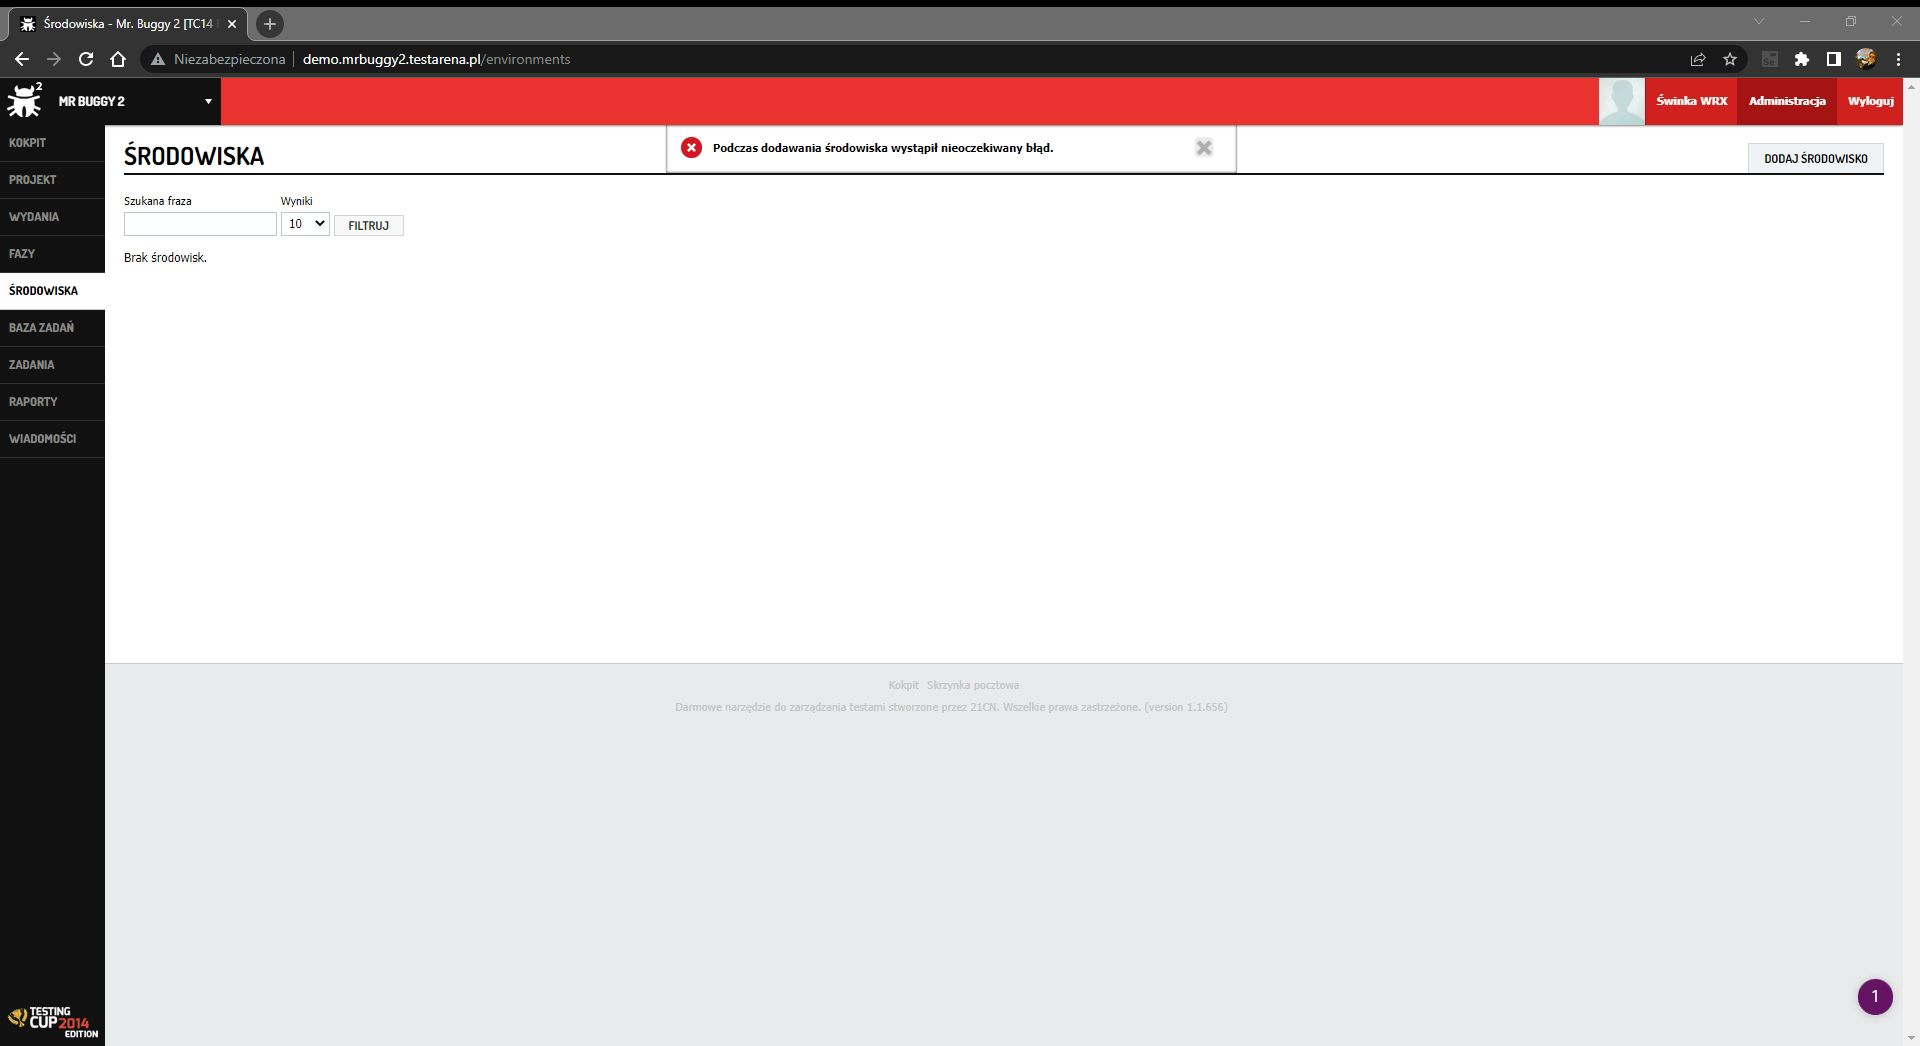 Środowiska - Mr. Buggy 2 [TC14
Niezabezpieczona demo.mrbuggy2.testarena.pl/environments
2
MR BUGGY 2
Świnka WRX
Administracja
Wyloguj
KOKPIT
PROJEKT
WYDANIA
FAZY
ŚRODOWISKA
BAZA ZADAŃ
ZADANIA
RAPORTY
WIADOMOŚCI
Podczas dodawania środowiska wystąpił nieoczekiwany błąd.
ŚRODOWISKA
DODAJ ŚRODOWISKO
Szukana fraza Wyniki
10 FILTRUJ
Brak środowisk.
Kokpit Skrzynka pocztowa
Darmowe narzędzie do zarządzania testami stworzone przez 21CN. Wszelkie prawa zastrzeżone. (version 1.1.656)
1
TESTING
CUP 2014
EDITION